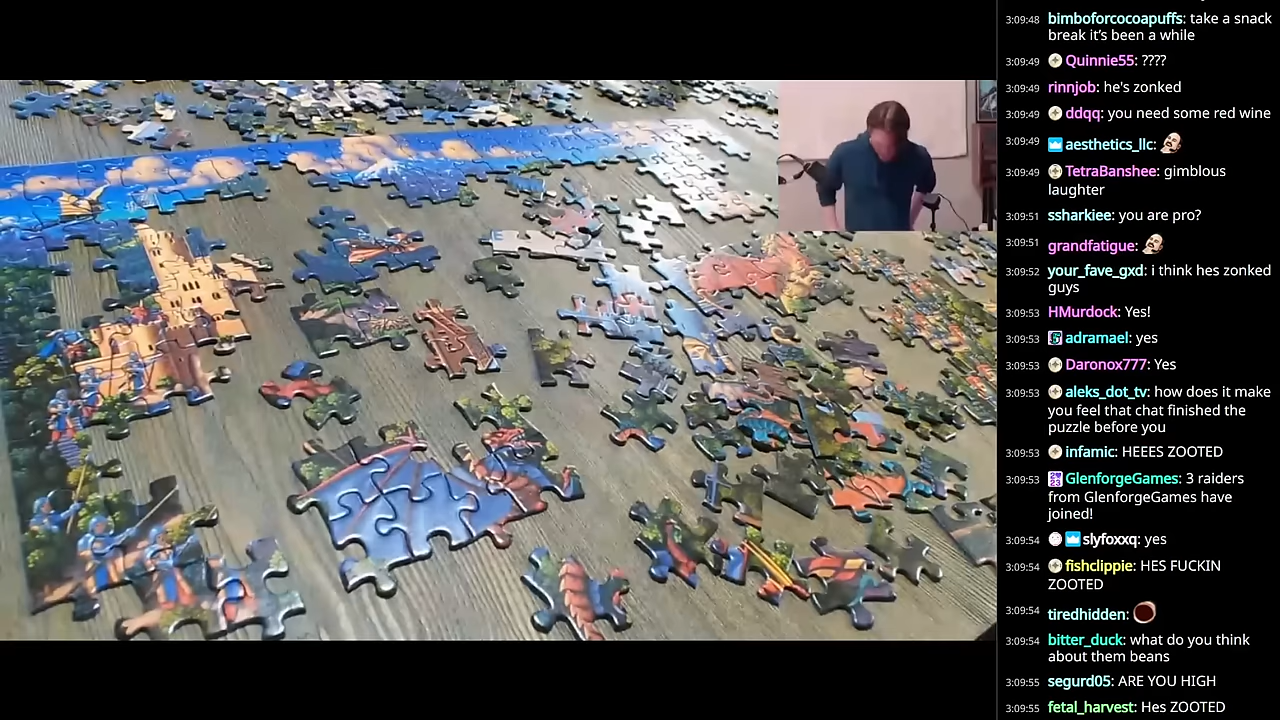 3:09:48 bimboforcocoapuffs: take a snack
break it's been a while
3:09:49 Quinnie55: ????
3:09:49 rinnjob: he's zonked
3:09:49 ddqq: you need some red wine
3:09:49 aesthetics_llc:
3:09:49 TetraBanshee: gimblous
laughter
3:09:51 ssharkiee: you are pro?
3:09:51 grandfatigue:
3:09:52 your_fave_gxd: i think hes zonked
guys
3:09:53 HMurdock: Yes!
3:09:53 adramael: yes
3:09:53 Daronox777: Yes
3:09:53 aleks_dot_tv: how does it make
you feel that chat finished the
puzzle before you
3:09:53 infamic: HEEES ZOOTED
3:09:53 GlenforgeGames: 3 raiders
from GlenforgeGames have
joined!
3:09:54 slyfoxxq: yes
3:09:54 fishclippie: HES FUCKIN
ZOOTED
3:09:54 tiredhidden:
3:09:54 bitter_duck: what do you think
about them beans
3:09:55 segurd05: ARE YOU HIGH
3:09:55 fetal_harvest: Hes ZOOTED